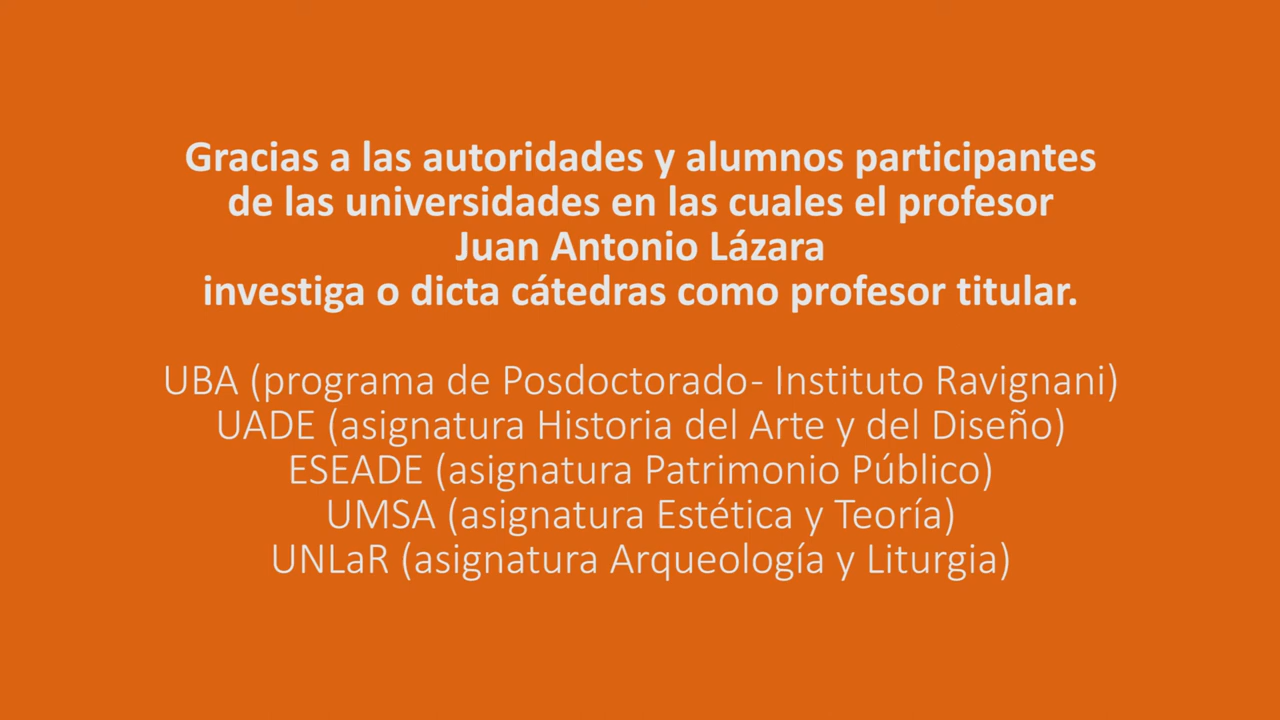 Gracias a las autoridades y alumnos participantes
de las universidades en las cuales el profesor
Juan Antonio Lázara
investiga o dicta cátedras como profesor titular.
UBA (programa de Posdoctorado- Instituto Ravignani)
UADE (asignatura Historia del Arte y del Diseño)
ESEADE (asignatura Patrimonio Público)
UMSA (asignatura Estética y Teoría)
UNLaR (asignatura Arqueología y Liturgia)